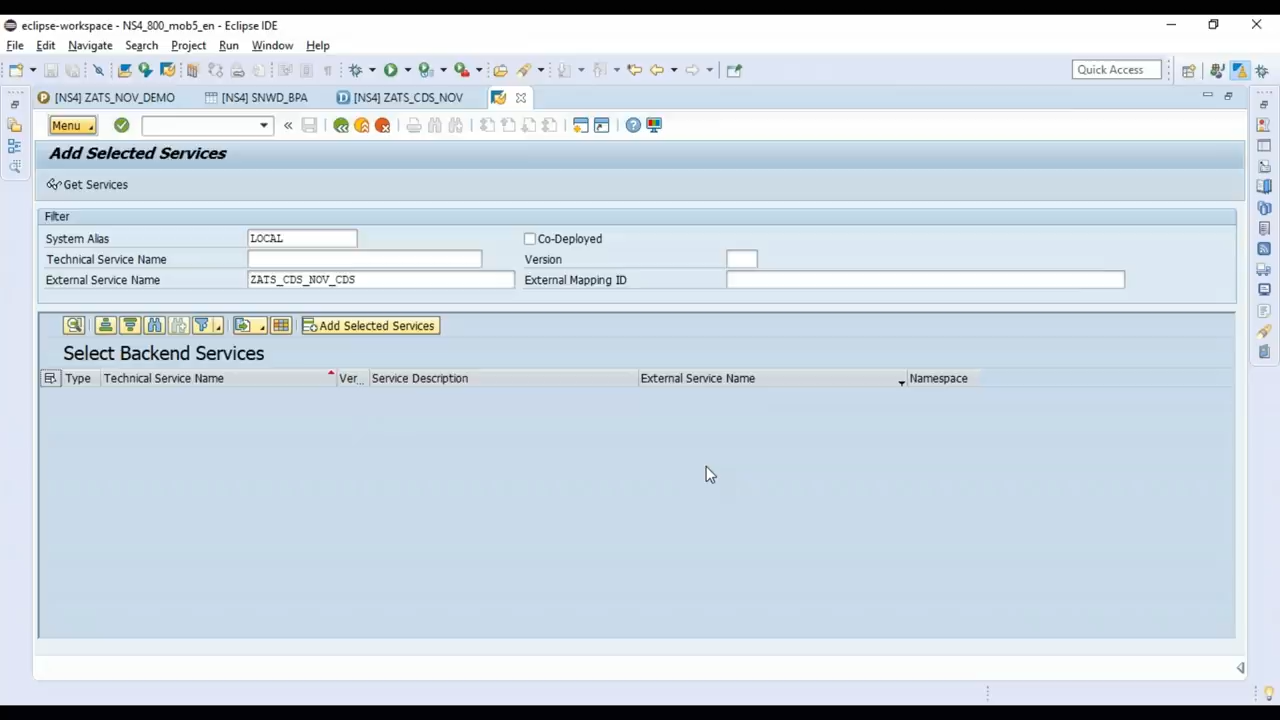 eclipse-workspace - NS4_800_mob5_en - Eclipse IDE
File Edit Navigate Search Project Run Window Help
Quick Access
[NS4] ZATS_NOV_DEMO [NS4] SNWD_BPA [NS4] ZATS_CDS_NOV
Menu
Add Selected Services
Get Services
Filter
System Alias LOCAL Co-Deployed
Technical Service Name Version
External Service Name ZATS_CDS_NOV_CDS External Mapping ID
Add Selected Services
Select Backend Services
Type Technical Service Name Ver... Service Description External Service Name Namespace